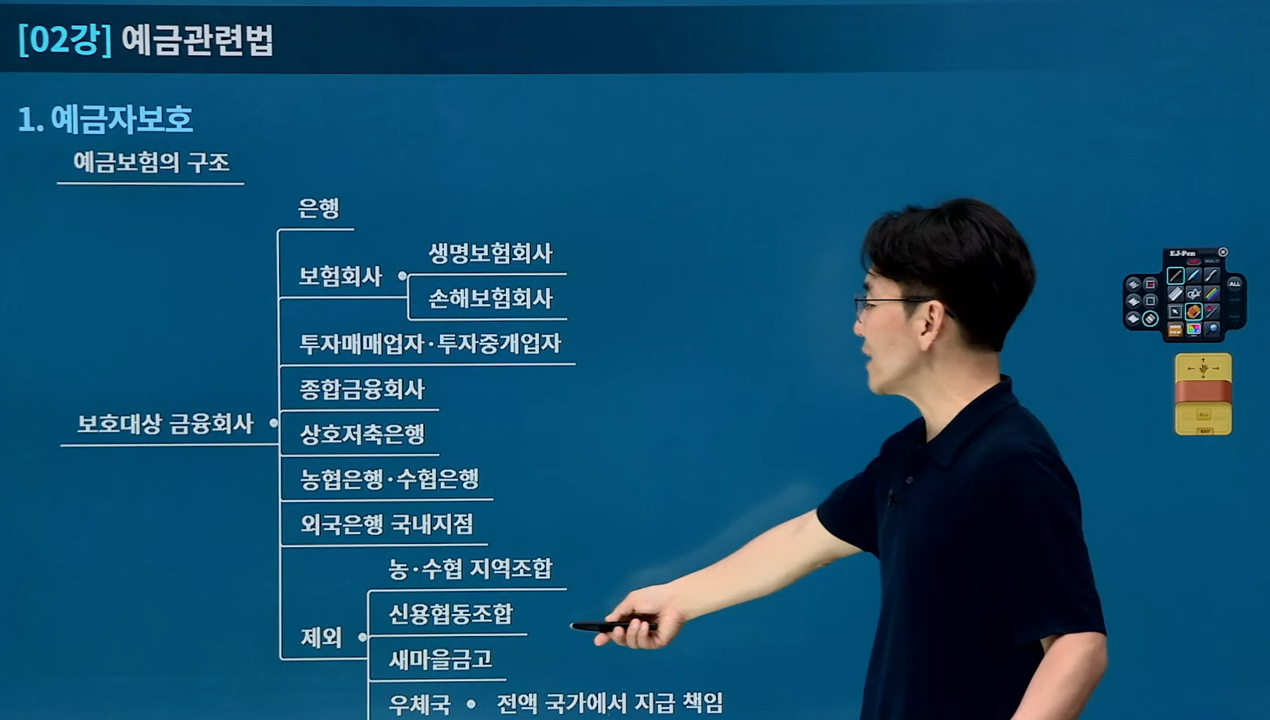 [02강] 예금관련법
1. 예금자보호
예금보험의 구조
은행
보험회사
생명보험회사
손해보험회사
투자매매업자·투자중개업자
종합금융회사
보호대상 금융회사
상호저축은행
농협은행·수협은행
외국은행 국내지점
제외
농·수협 지역조합
신용협동조합
새마을금고
우체국 • 전액 국가에서 지급 책임
EJ-Pen
ALL
ALL
EXIT